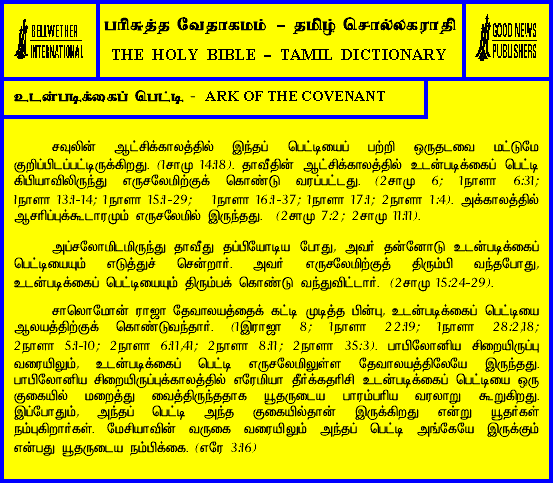 BELLWETHER
INTERNATIONAL
பரிசுத்த வேதாகமம் - தமிழ் சொல்லகராதி
THE HOLY BIBLE - TAMIL DICTIONARY
GOOD NEWS
PUBLISHERS
உடன்படிக்கைப் பெட்டி - ARK OF THE COVENANT
சவுலின் ஆட்சிக்காலத்தில் இந்தப் பெட்டியைப் பற்றி ஒருதடவை மட்டுமே
குறிப்பிடப்பட்டிருக்கிறது. (1சாமு 14:18). தாவீதின் ஆட்சிகாலத்தில் உடன்படிக்கைப் பெட்டி
கிபியாவிலிருந்து எருசலேமிற்குக் கொண்டு வரப்பட்டது. (2சாமு 6; 1நாளா 6:31;
1நாளா 13:1-14; 1நாளா 15:1-29; 1நாளா 16:1-37; 1நாளா 17:1; 2நாளா 1:4). அக்காலத்தில்
ஆசரிப்புக்கூடாரமும் எருசலேமில் இருந்தது. (2சாமு 7:2; 2சாமு 11:11).
அப்சலோமிடமிருந்து தாவீது தப்பியோடிய போது, அவர் தன்னோடு உடன்படிக்கைப்
பெட்டியையும் எடுத்துச் சென்றார். அவர் எருசலேமிற்குத் திரும்பி வந்தபோது,
உடன்படிக்கைப் பெட்டியையும் திரும்பக் கொண்டு வந்துவிட்டார். (2சாமு 15:24-29).
சாலொமோன் ராஜா தேவாலயத்தைக் கட்டி முடித்த பின்பு, உடன்படிக்கைப் பெட்டியை
ஆலயத்திற்குக் கொண்டுவந்தார். (1இராஜா 8; 1நாளா 22:19; 1நாளா 28:2,18;
2நாளா 5:1-10; 2நாளா 6:11,41; 2நாளா 8:11; 2நாளா 35:3). பாபிலோனிய சிறையிருப்பு
வரையிலும், உடன்படிக்கைப் பெட்டி எருசலேமிலுள்ள தேவாலயத்திலேயே இருந்தது.
பாபிலோனிய சிறையிருப்புக்காலத்தில் எரேமியா தீர்க்கதரிசி உடன்படிக்கைப் பெட்டியை ஒரு
குகையில் மறைத்து வைத்திருந்ததாக யூதருடைய பாரம்பரிய வரலாறு கூறுகிறது.
இப்போதும், அந்தப் பெட்டி அந்த குகையில்தான் இருக்கிறது என்று யூதர்கள்
நம்புகிறார்கள். மேசியாவின் வருகை வரையிலும் அந்தப் பெட்டி அங்கேயே இருக்கும்
என்பது யூதருடைய நம்பிக்கை. (எரே 3:16)